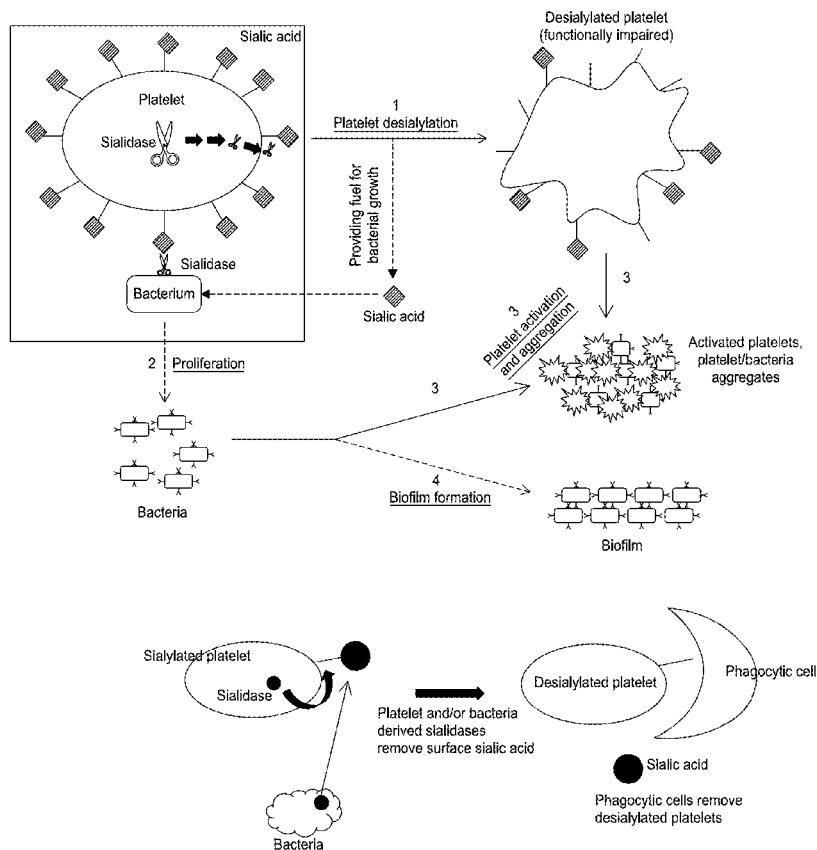 Sialic acid
Platelet
Sialidase
Sialidase
Bacterium
1
Platelet desialylation
Providing fuel for
bacterial growth
Sialic acid
Desialylated platelet
(functionally impaired)
3
3
Platelet activation
and aggregation
Activated platelets,
platelet/bacteria
aggregates
2
Proliferation
Bacteria
3
4
Biofilm formation
Biofilm
Sialylated platelet
Sialidase
Bacteria
Platelet and/or bacteria
derived sialidases
remove surface sialic acid
Desialylated platelet
Phagocytic cell
Sialic acid
Phagocytic cells remove
desialylated platelets